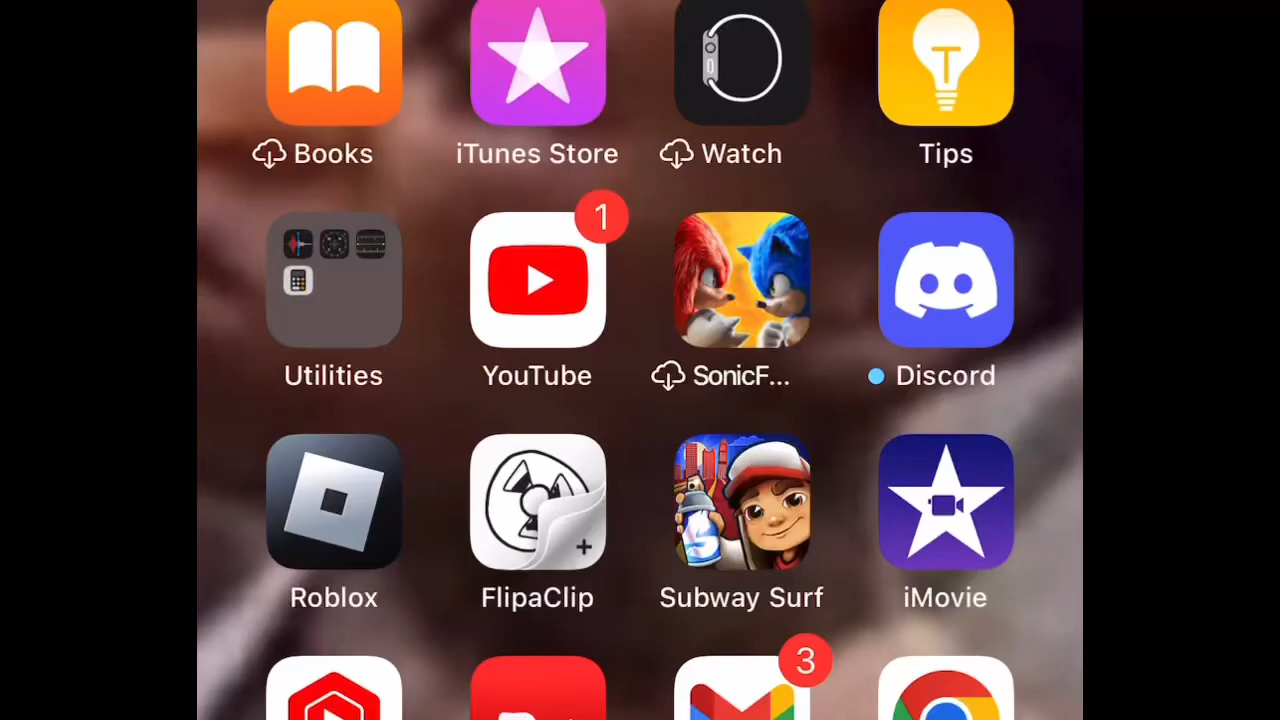 Books
iTunes Store
Watch
Tips
1
Utilities
YouTube
SonicF...
Discord
Roblox
FlipaClip
Subway Surf
iMovie
3